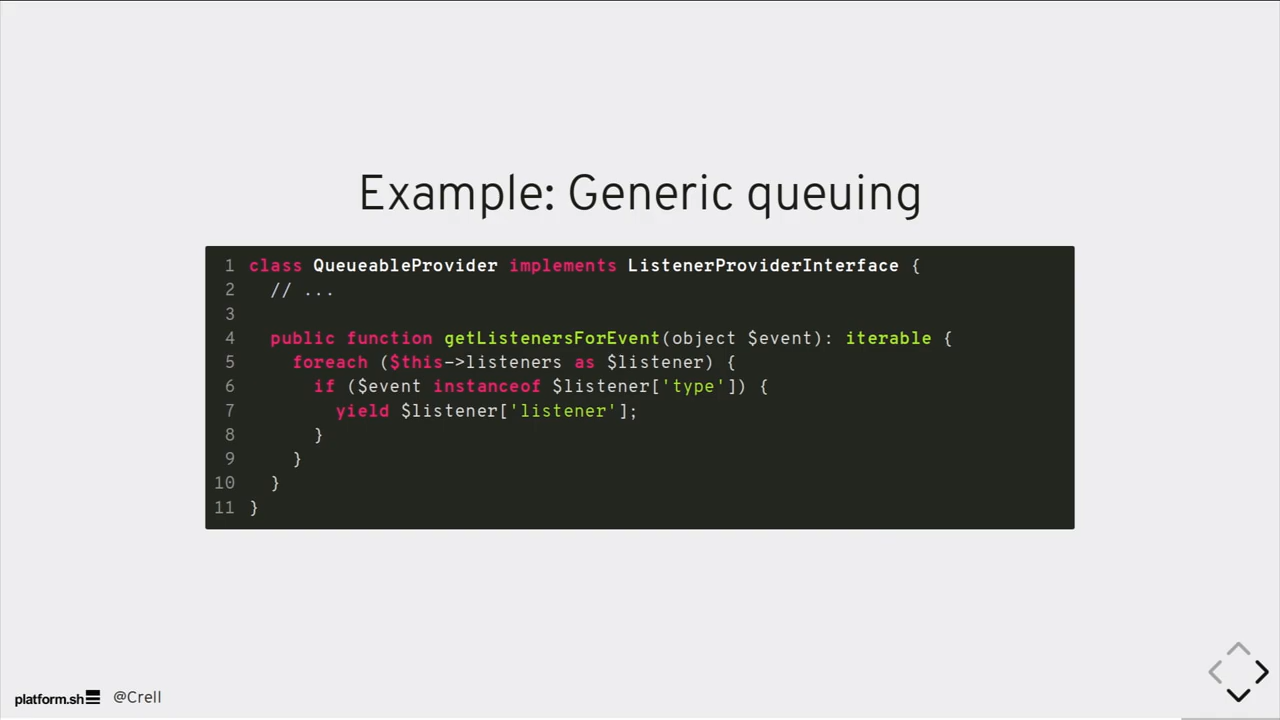 Example: Generic queuing
1 class QueueableProvider implements ListenerProviderInterface {
2   // ...
3
4   public function getListenersForEvent(object $event): iterable {
5     foreach ($this->listeners as $listener) {
6       if ($event instanceof $listener['type']) {
7         yield $listener['listener'];
8       }
9     }
10   }
11 }
platform.sh @Crell